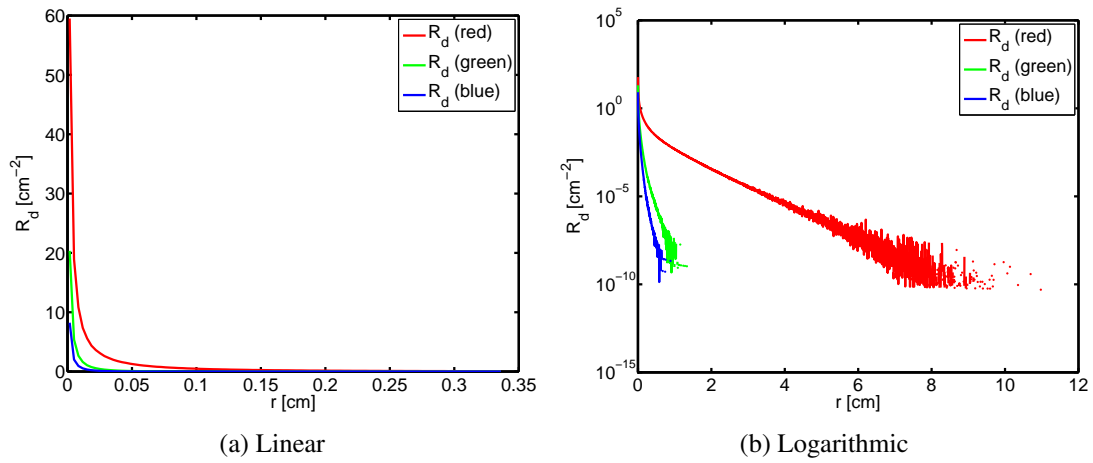 60
50
40
30
20
10
0
0
0.05
0.1
0.15
0.2
0.25
0.3
0.35
R_d [cm^-2]
r [cm]
R_d (red)
R_d (green)
R_d (blue)
(a) Linear
10^5
10^0
10^-5
10^-10
10^-15
0
2
4
6
8
10
12
R_d [cm^-2]
r [cm]
R_d (red)
R_d (green)
R_d (blue)
(b) Logarithmic